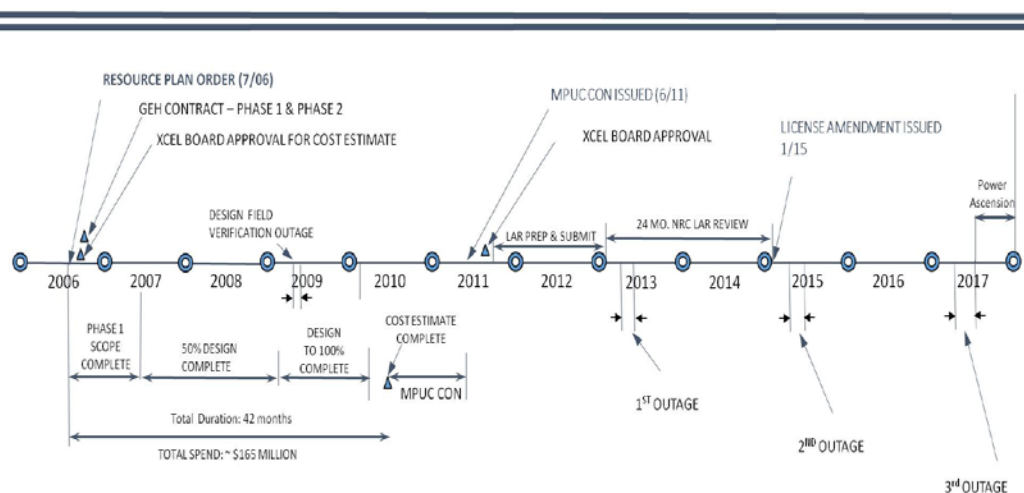 RESOURCE PLAN ORDER (7/06)
GEH CONTRACT – PHASE 1 & PHASE 2
XCEL BOARD APPROVAL FOR COST ESTIMATE
MPUC CON ISSUED (6/11)
XCEL BOARD APPROVAL
LICENSE AMENDMENT ISSUED
1/15
Power
Ascension
DESIGN FIELD
VERIFICATION OUTAGE
LAR PREP & SUBMIT
24 MO. NRC LAR REVIEW
2006
2007
2008
2009
2010
2011
2012
2013
2014
2015
2016
2017
PHASE 1
SCOPE
COMPLETE
50% DESIGN
COMPLETE
DESIGN
TO 100%
COMPLETE
COST ESTIMATE
COMPLETE
MPUC CON
Total Duration: 42 months
TOTAL SPEND: ~ $165 MILLION
1ST OUTAGE
2ND OUTAGE
3rd OUTAGE